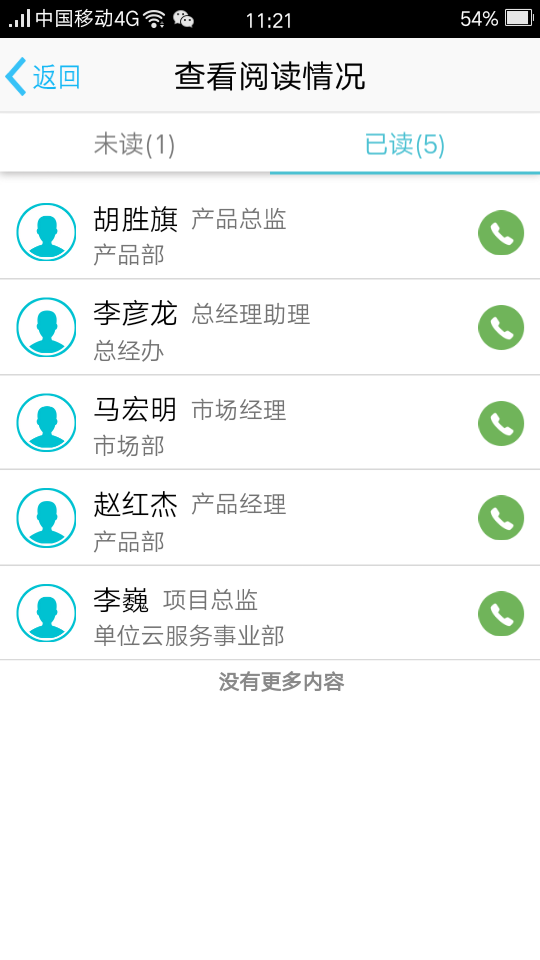 中国移动4G 11:21 54%
返回 查看阅读情况
未读(1) 已读(5)
胡胜旗 产品总监
产品部
李彦龙 总经理助理
总经办
马宏明 市场经理
市场部
赵红杰 产品经理
产品部
李巍 项目总监
单位云服务事业部
没有更多内容